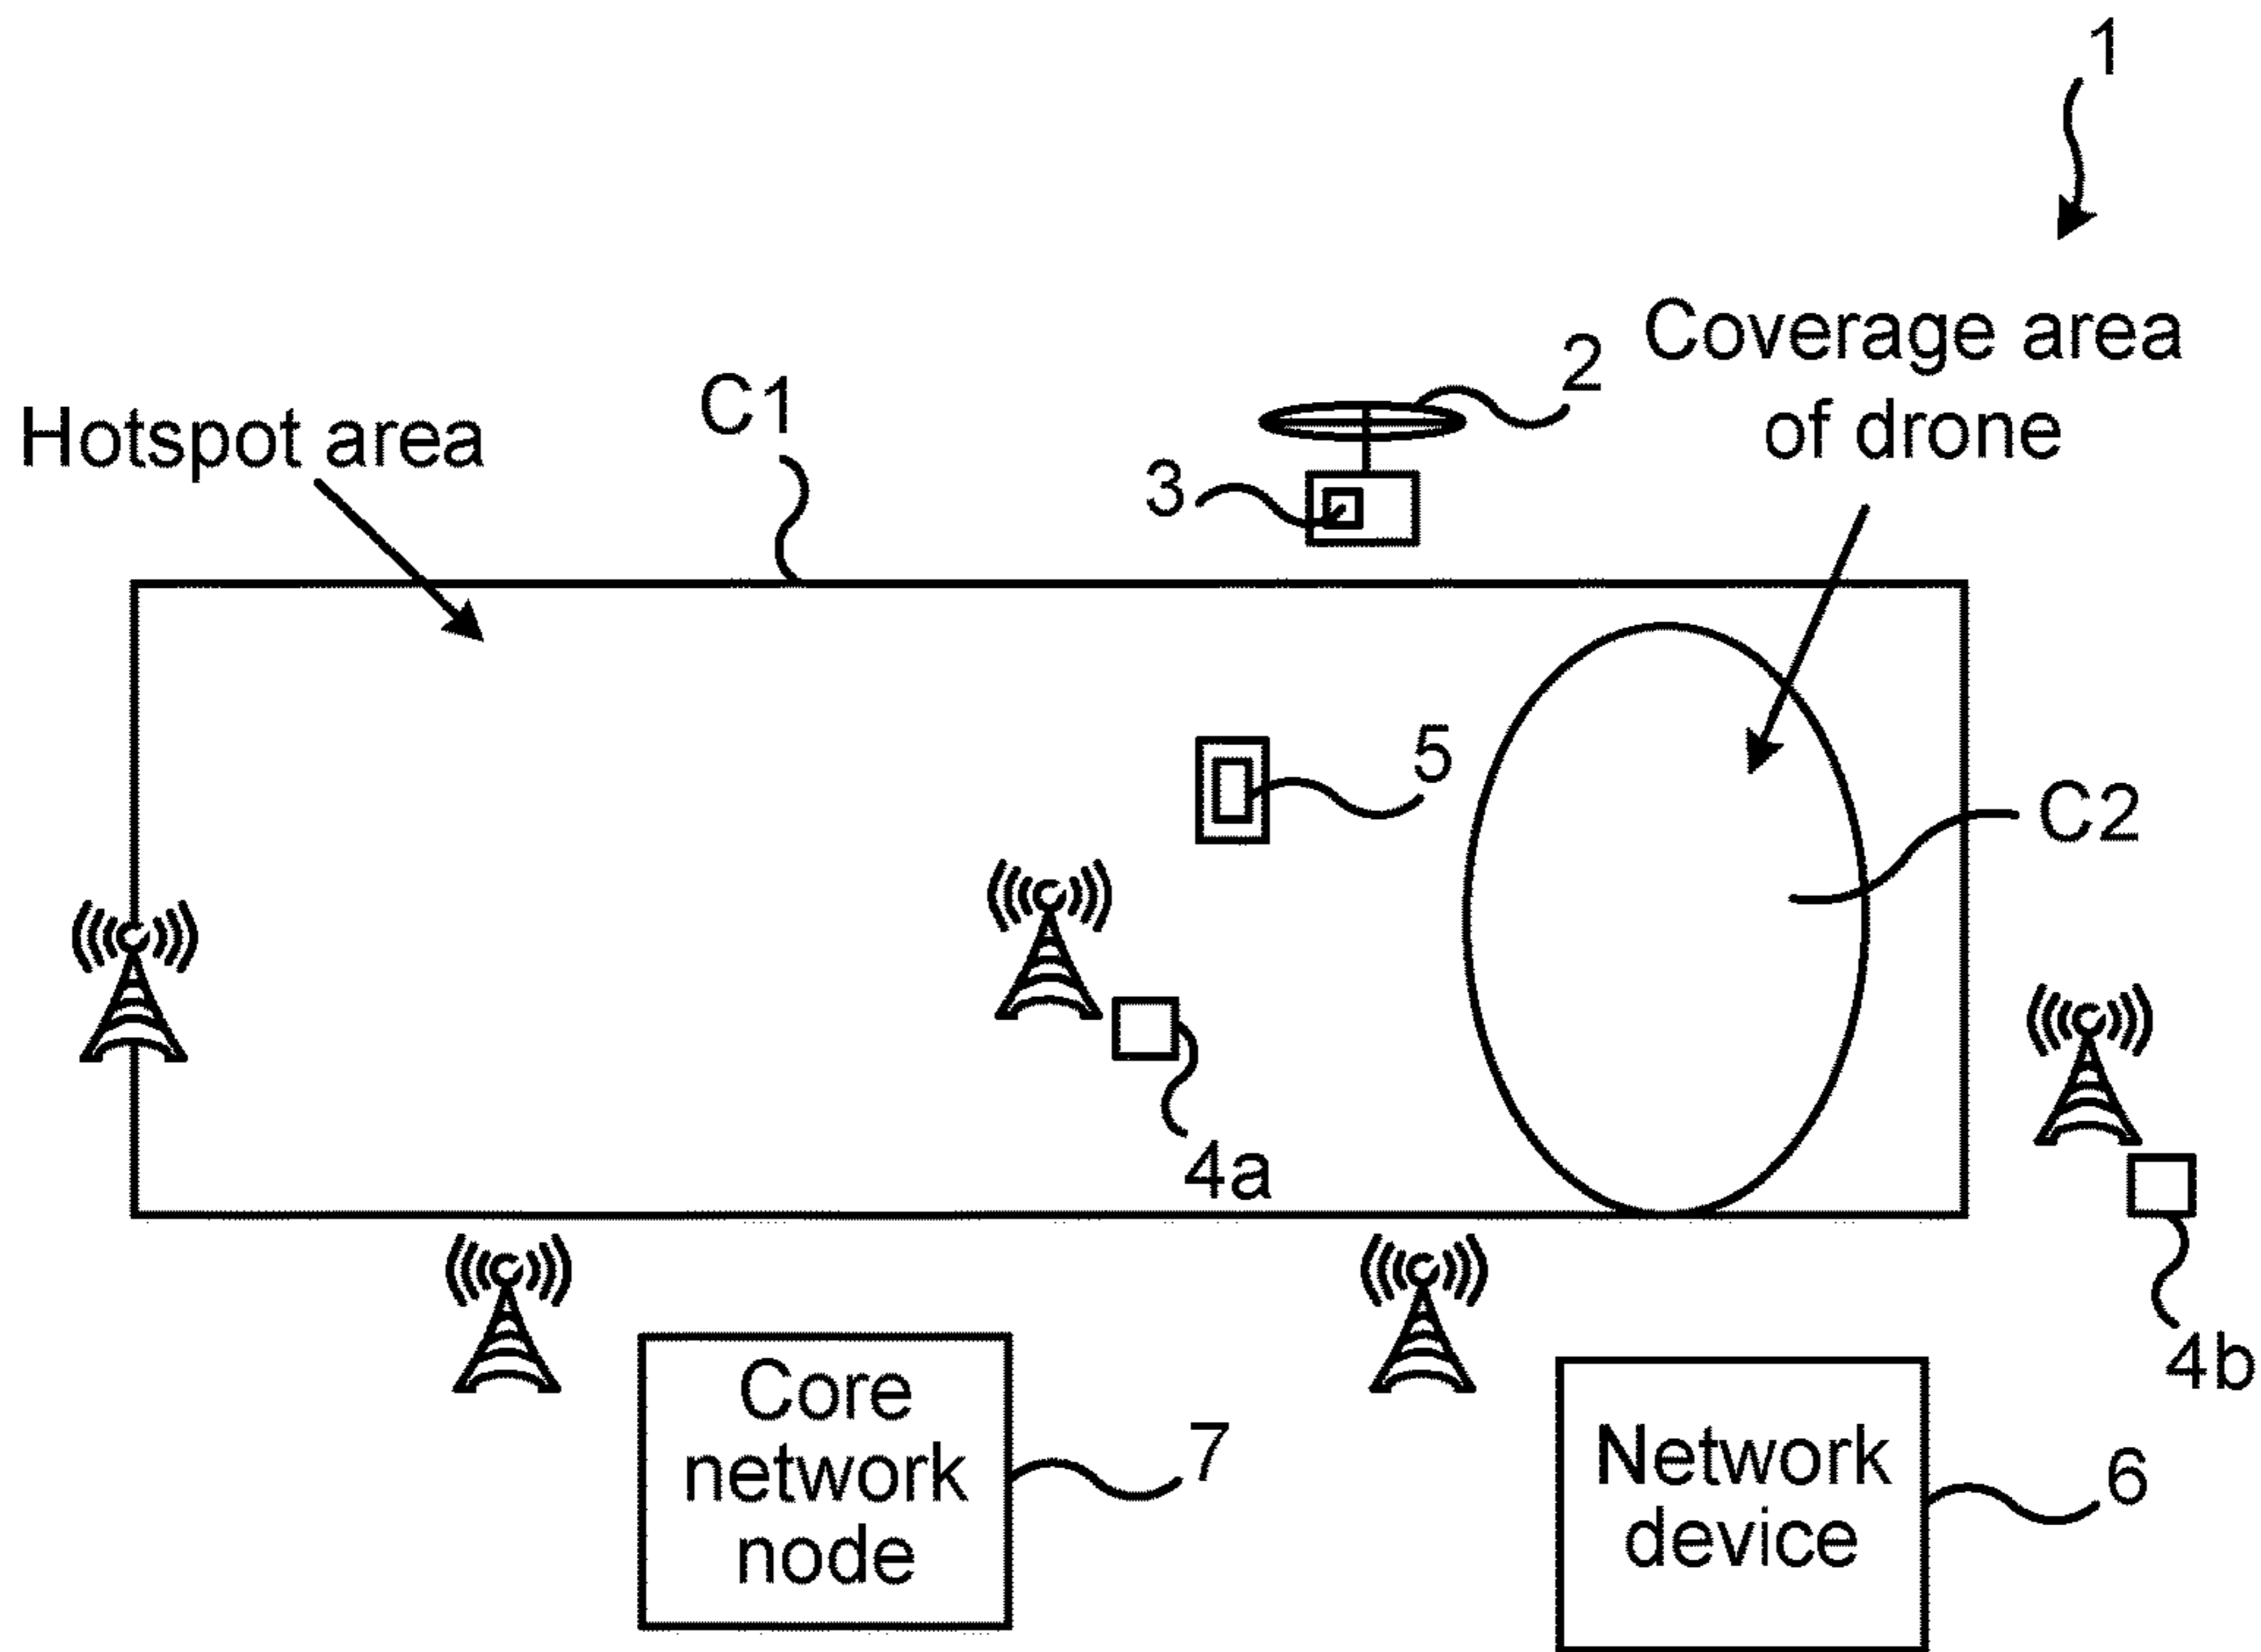 1
Coverage area
of drone
2
C1
Hotspot area
3
5
C2
4a
4b
Core
network
node
7
Network
device
6